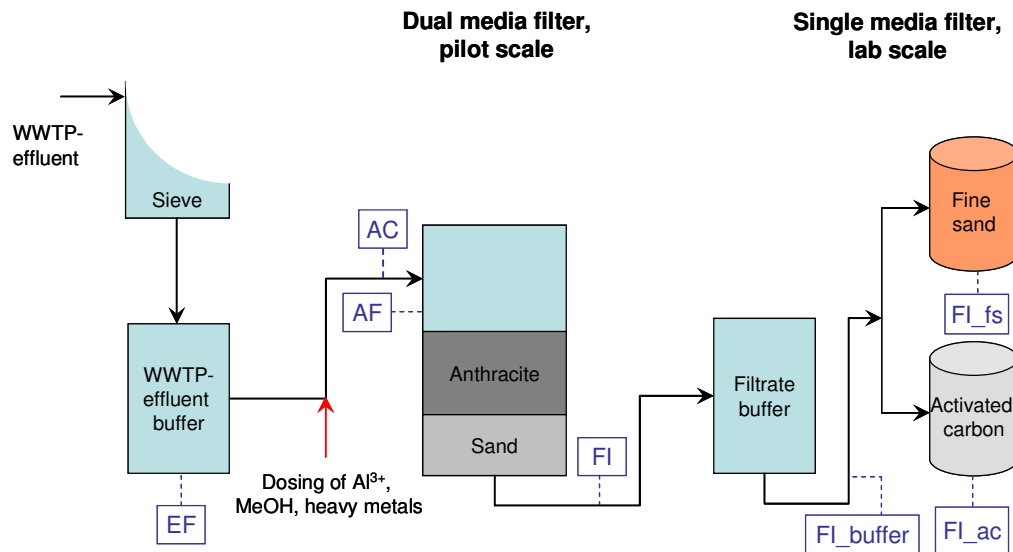 Dual media filter,
pilot scale
Single media filter,
lab scale
WWTP-
effluent
Sieve
AC
AF
WWTP-
effluent
buffer
EF
Dosing of Al³⁺,
MeOH, heavy metals
Anthracite
Sand
FI
Filtrate
buffer
FI_buffer
Fine
sand
FI_fs
Activated
carbon
FI_ac